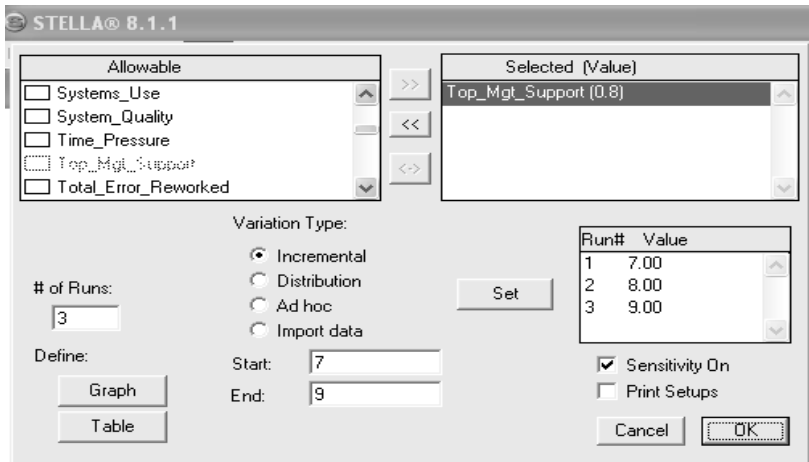 STELLA® 8.1.1
Allowable
Systems_Use
System_Quality
Time_Pressure
Top_Mgt_Support
Total_Error_Reworked
>>
<<
<->
Selected (Value)
Top_Mgt_Support (0.8)
# of Runs:
3
Define:
Graph
Table
Variation Type:
Incremental
Distribution
Ad hoc
Import data
Start: 7
End: 9
Set
Run# Value
1 7.00
2 8.00
3 9.00
Sensitivity On
Print Setups
Cancel
OK